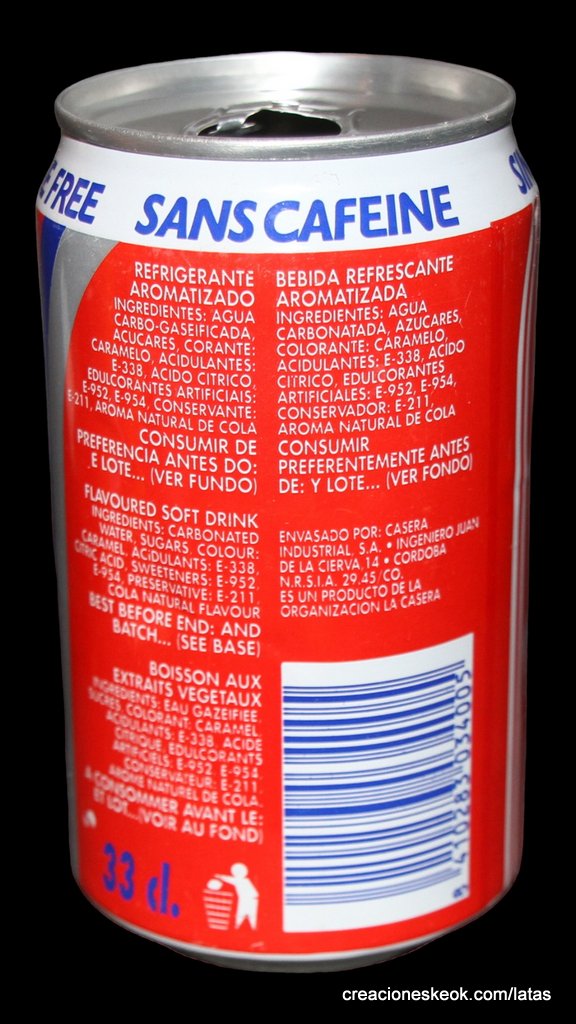 E FREE
SANS CAFEINE
REFRIGERANTE
AROMATIZADO
INGREDIENTES: AGUA
CARBO-GASEIFICADA,
AÇUCARES, CORANTE:
CARAMELO, ACIDULANTES:
E-338, ACIDO CITRICO,
EDULCORANTES ARTIFICIAIS:
E-952, E-954, CONSERVANTE:
E-211, AROMA NATURAL DE COLA
CONSUMIR DE
PREFERENCIA ANTES DO:
E LOTE... (VER FUNDO)
BEBIDA REFRESCANTE
AROMATIZADA
INGREDIENTES: AGUA
CARBONATADA, AZUCARES,
COLORANTE: CARAMELO,
ACIDULANTES: E-338, ACIDO
CITRICO, EDULCORANTES
ARTIFICIALES: E-952, E-954,
CONSERVADOR: E-211,
AROMA NATURAL DE COLA
CONSUMIR
PREFERENTEMENTE ANTES
DE: Y LOTE... (VER FONDO)
FLAVOURED SOFT DRINK
INGREDIENTS: CARBONATED
WATER, SUGARS, COLOUR:
CARAMEL, ACIDULANTS: E-338,
CITRIC ACID, SWEETENERS: E-952,
E-954, PRESERVATIVE: E-211,
COLA NATURAL FLAVOUR
BEST BEFORE END: AND
BATCH... (SEE BASE)
ENVASADO POR: CASERA
INDUSTRIAL, S.A. • INGENIERO JUAN
DE LA CIERVA, 14 • CORDOBA
N.R.S.I.A. 29.45/CO.
ES UN PRODUCTO DE LA
ORGANIZACION LA CASERA
BOISSON AUX
EXTRAITS VEGETAUX
INGREDIENTS: EAU GAZEIFIEE,
SUCRES, COLORANT: CARAMEL,
ACIDULANTS: E-338, ACIDE
CITRIQUE, EDULCORANTS
ARTIFICIELS: E-952, E-954,
CONSERVATEUR: E-211,
AROME NATUREL DE COLA.
A CONSOMMER AVANT LE:
ET LOT... (VOIR AU FOND)
33 cl.
8 410283 034005
creacioneskeok.com/latas